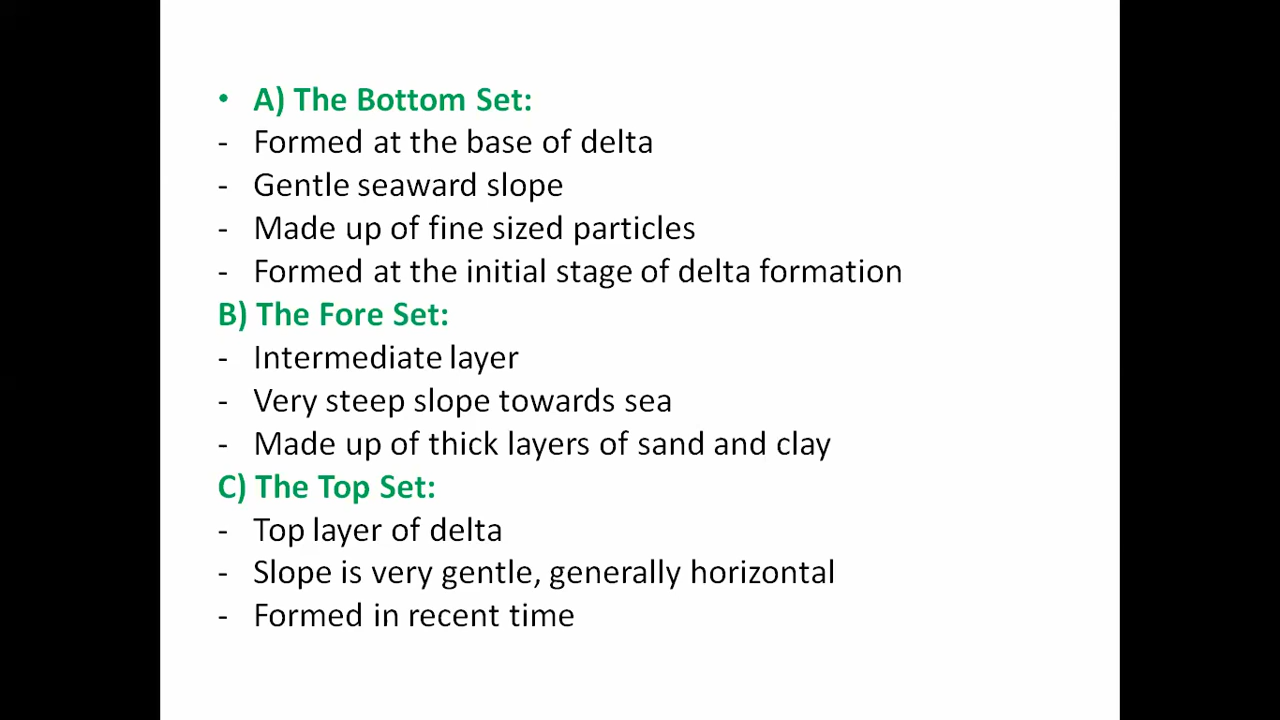 • A) The Bottom Set:
- Formed at the base of delta
- Gentle seaward slope
- Made up of fine sized particles
- Formed at the initial stage of delta formation
B) The Fore Set:
- Intermediate layer
- Very steep slope towards sea
- Made up of thick layers of sand and clay
C) The Top Set:
- Top layer of delta
- Slope is very gentle, generally horizontal
- Formed in recent time